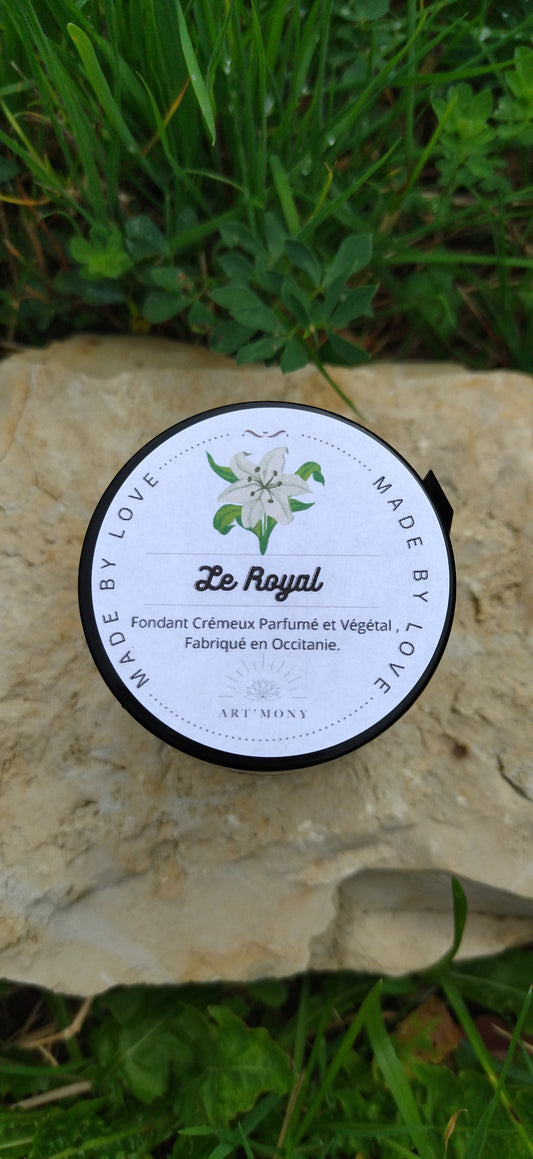 MADE BY LOVE
MADE BY LOVE
Le Royal
Fondant Crémeux Parfumé et Végétal ,
Fabriqué en Occitanie.
ART'MONY